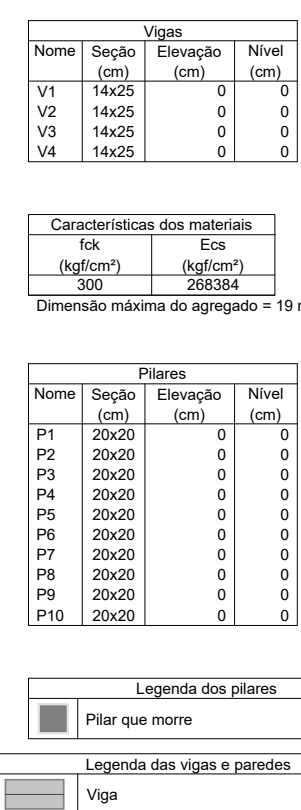 Vigas
Nome Seção Elevação Nível
(cm) (cm) (cm)
V1 14x25 0 0
V2 14x25 0 0
V3 14x25 0 0
V4 14x25 0 0
Características dos materiais
fck Ecs
(kgf/cm²) (kgf/cm²)
300 268384
Dimensão máxima do agregado = 19
Pilares
Nome Seção Elevação Nível
(cm) (cm) (cm)
P1 20x20 0 0
P2 20x20 0 0
P3 20x20 0 0
P4 20x20 0 0
P5 20x20 0 0
P6 20x20 0 0
P7 20x20 0 0
P8 20x20 0 0
P9 20x20 0 0
P10 20x20 0 0
Legenda dos pilares
Pilar que morre
Legenda das vigas e paredes
Viga